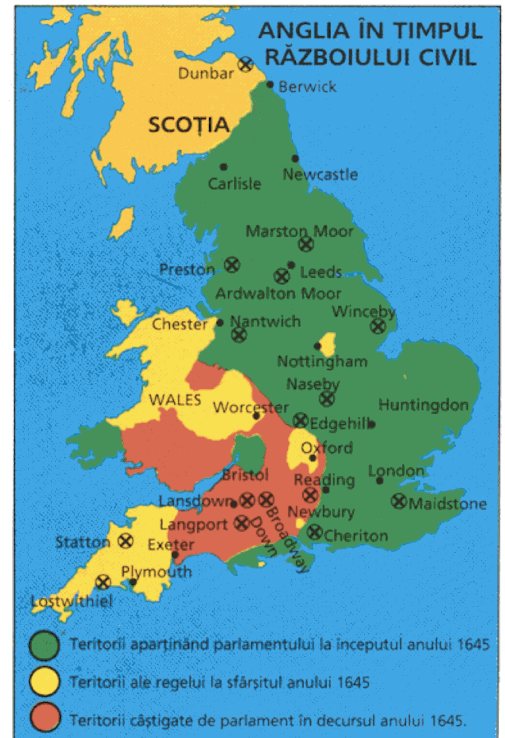 ANGLIA ÎN TIMPUL
RĂZBOIULUI CIVIL
Dunbar
Berwick
SCOȚIA
Carlisle
Newcastle
Marston Moor
Preston
Leeds
Ardwalton Moor
Winceby
Chester
Nantwich
Nottingham
Naseby
WALES
Worcester
Huntingdon
Edgehill
Oxford
Bristol
Reading
London
Lansdown
Newbury
Maidstone
Langport
Broadway
Down
Cheriton
Statton
Exeter
Plymouth
Lostwithiel
Teritorii aparținând parlamentului la începutul anului 1645
Teritorii ale regelui la sfârșitul anului 1645
Teritorii câștigate de parlament în decursul anului 1645.